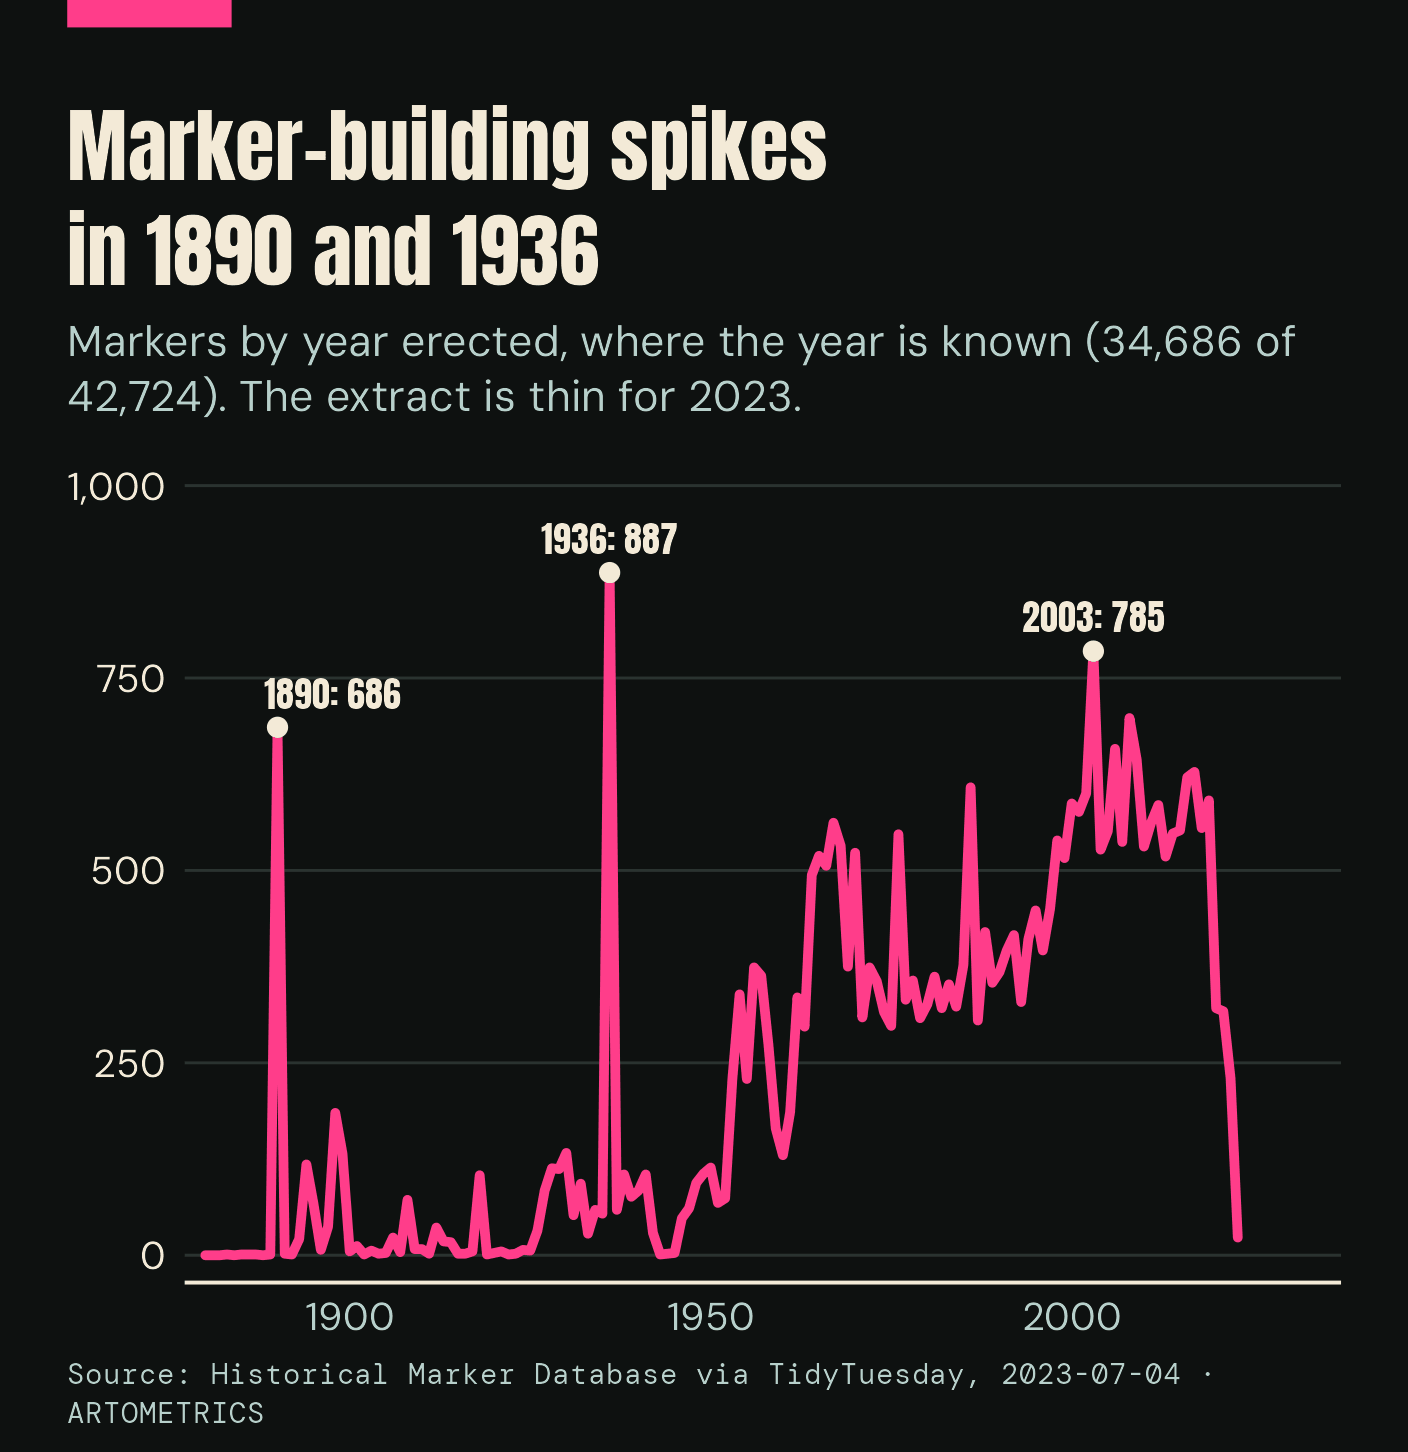 Marker-building spikes
in 1890 and 1936
Markers by year erected, where the year is known (34,686 of
42,724). The extract is thin for 2023.
1,000
1936: 887
2003: 785
750
1890: 686
500
250
0
1900 1950 2000
Source: Historical Marker Database via TidyTuesday, 2023-07-04 ·
ARTOMETRICS